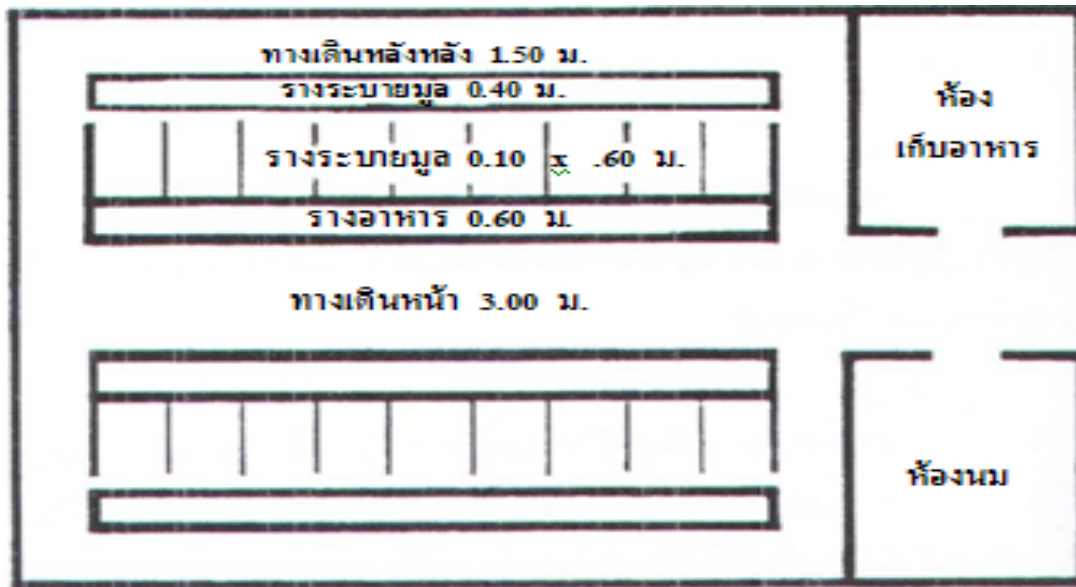 ทางเดินหลังหลัง 1.50 ม.
รางระบายมูล 0.40 ม.
รางระบายมูล 0.10 x .60 ม.
รางอาหาร 0.60 ม.
ทางเดินหน้า 3.00 ม.
ห้อง
เก็บอาหาร
ห้องนม